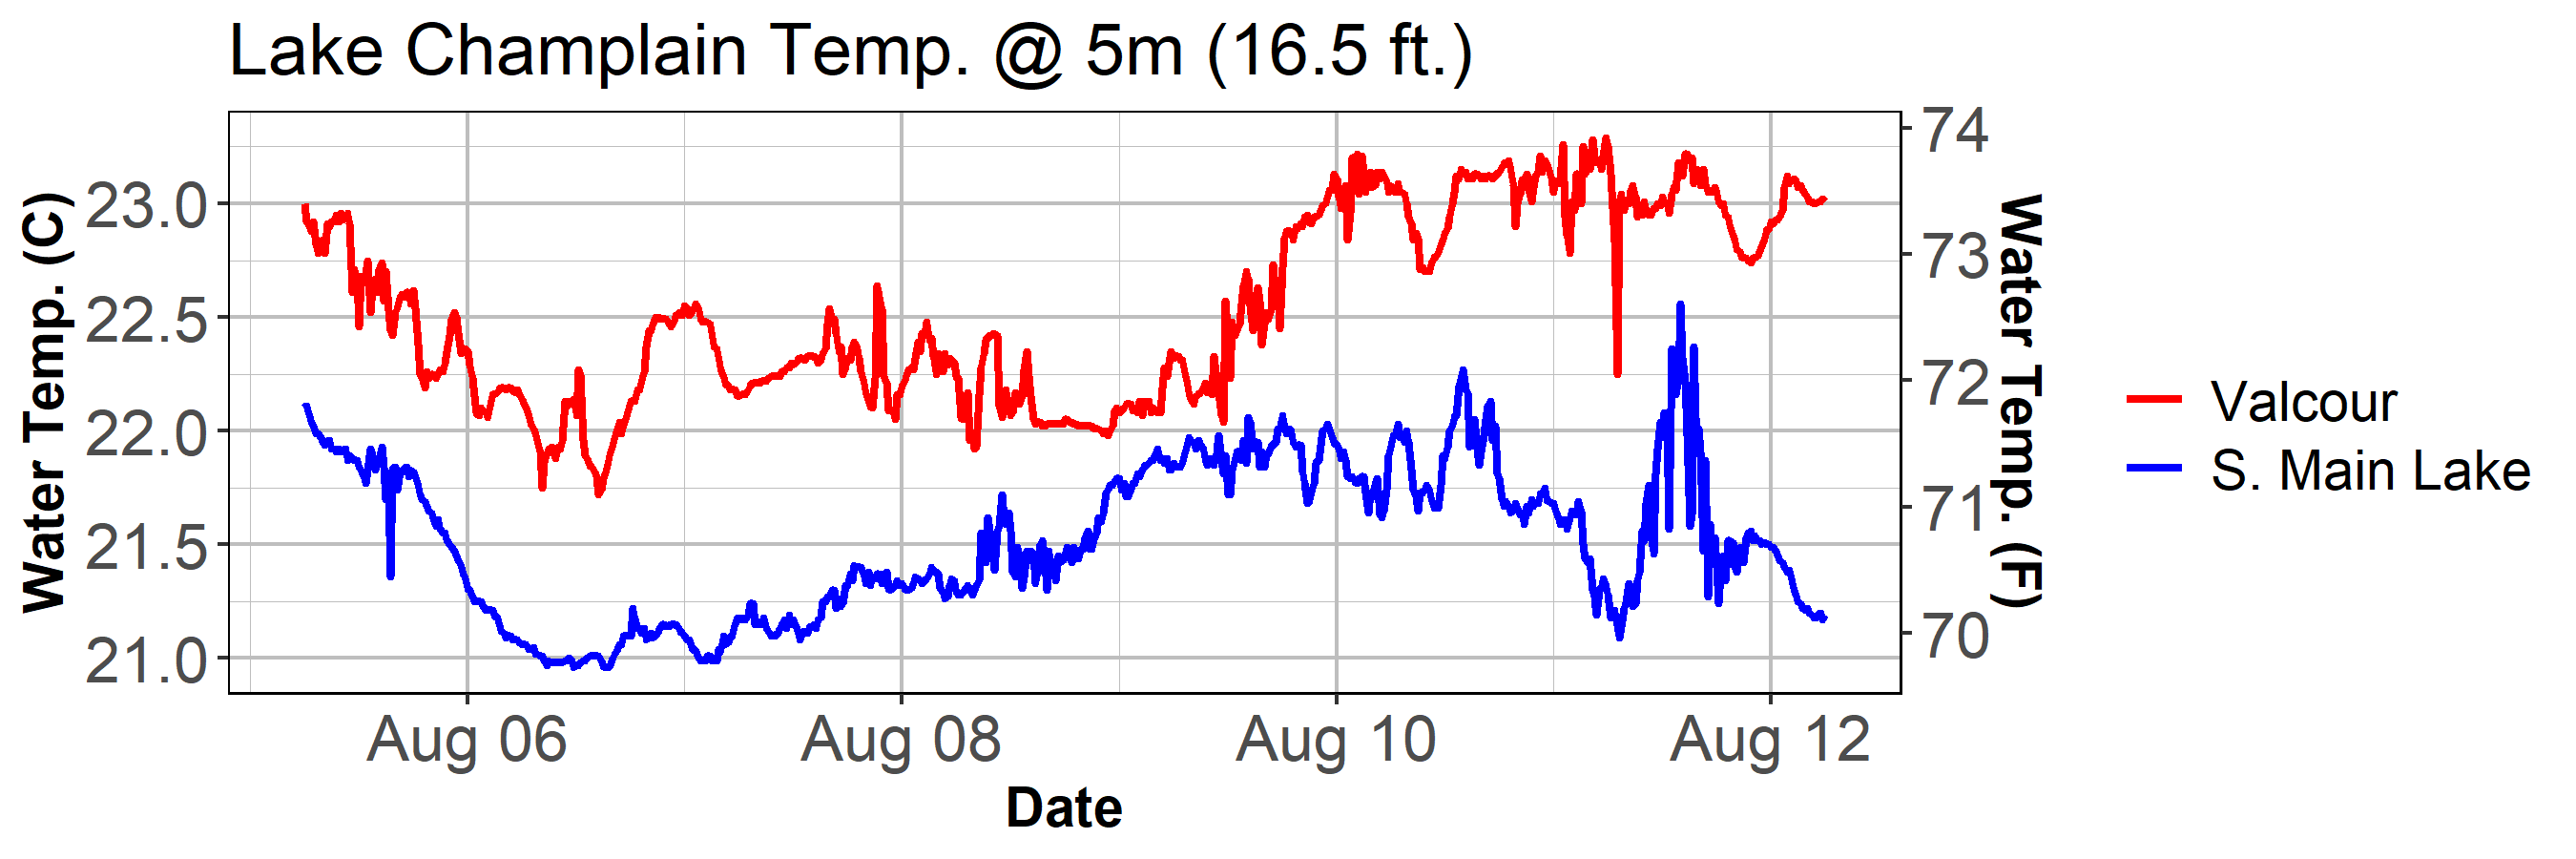 Lake Champlain Temp. @ 5m (16.5 ft.)
Water Temp. (C)
23.0
22.5
22.0
21.5
21.0
74
73
72
71
70
Water Temp. (F)
Aug 06
Aug 08
Aug 10
Aug 12
Date
Valcour
S. Main Lake